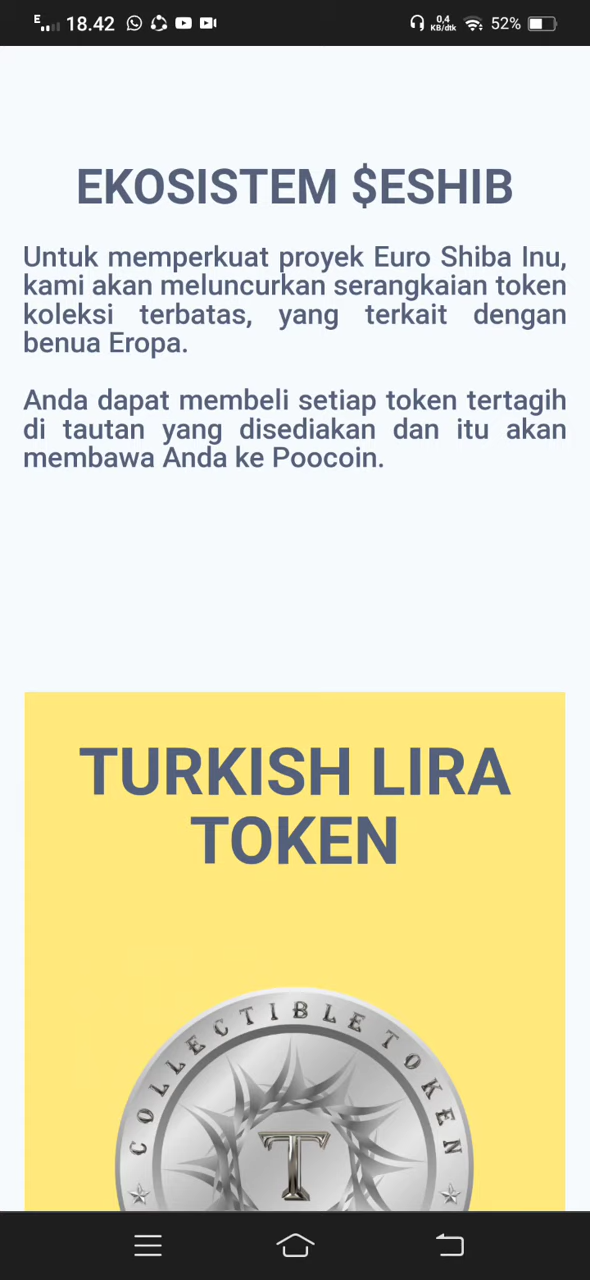 E 18.42 0,4 KB/dtk 52%
EKOSISTEM $ESHIB
Untuk memperkuat proyek Euro Shiba Inu,
kami akan meluncurkan serangkaian token
koleksi terbatas, yang terkait dengan
benua Eropa.
Anda dapat membeli setiap token tertagih
di tautan yang disediakan dan itu akan
membawa Anda ke Poocoin.
TURKISH LIRA
TOKEN
COLLECTIBLE TOKEN
T